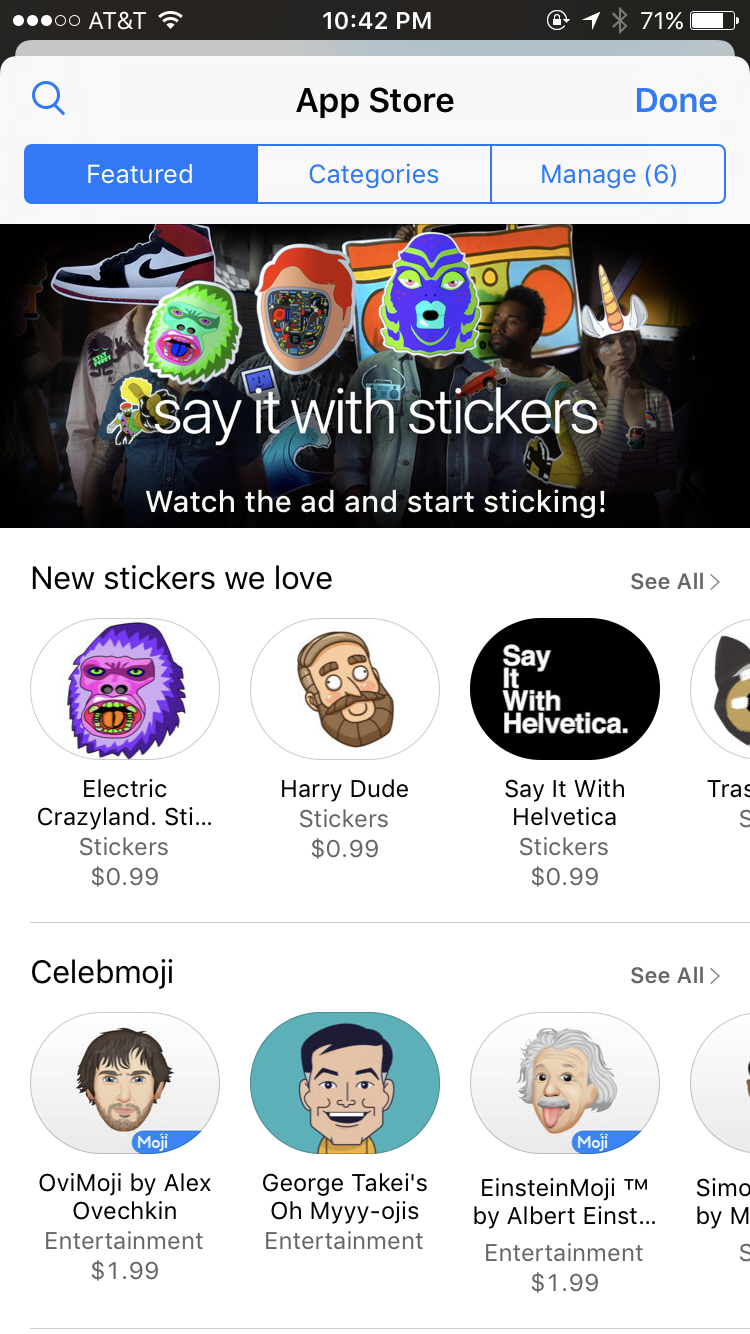 AT&T 10:42 PM 71%
App Store Done
Featured Categories Manage (6)
say it with stickers
Watch the ad and start sticking!
New stickers we love See All
Say
It
With
Helvetica.
Electric
Crazyland. Sti...
Stickers
$0.99
Harry Dude
Stickers
$0.99
Say It With
Helvetica
Stickers
$0.99
Tras
S
Celebmoji See All
Moji
Moji
OviMoji by Alex
Ovechkin
Entertainment
$1.99
George Takei's
Oh Myyy-ojis
Entertainment
EinsteinMoji ™
by Albert Einst...
Entertainment
$1.99
Simo
by M
S